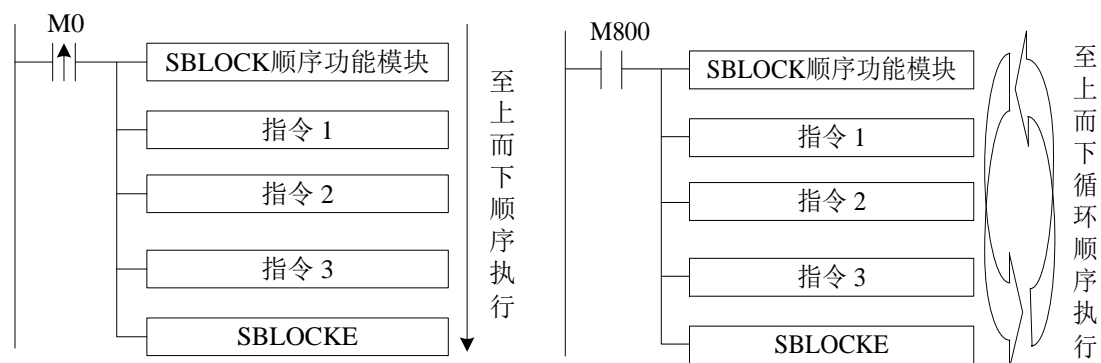 M0
SBLOCK顺序功能模块
指令 1
指令 2
指令 3
SBLOCKE
至上而下顺序执行
M800
SBLOCK顺序功能模块
指令 1
指令 2
指令 3
SBLOCKE
至上而下循环顺序执行